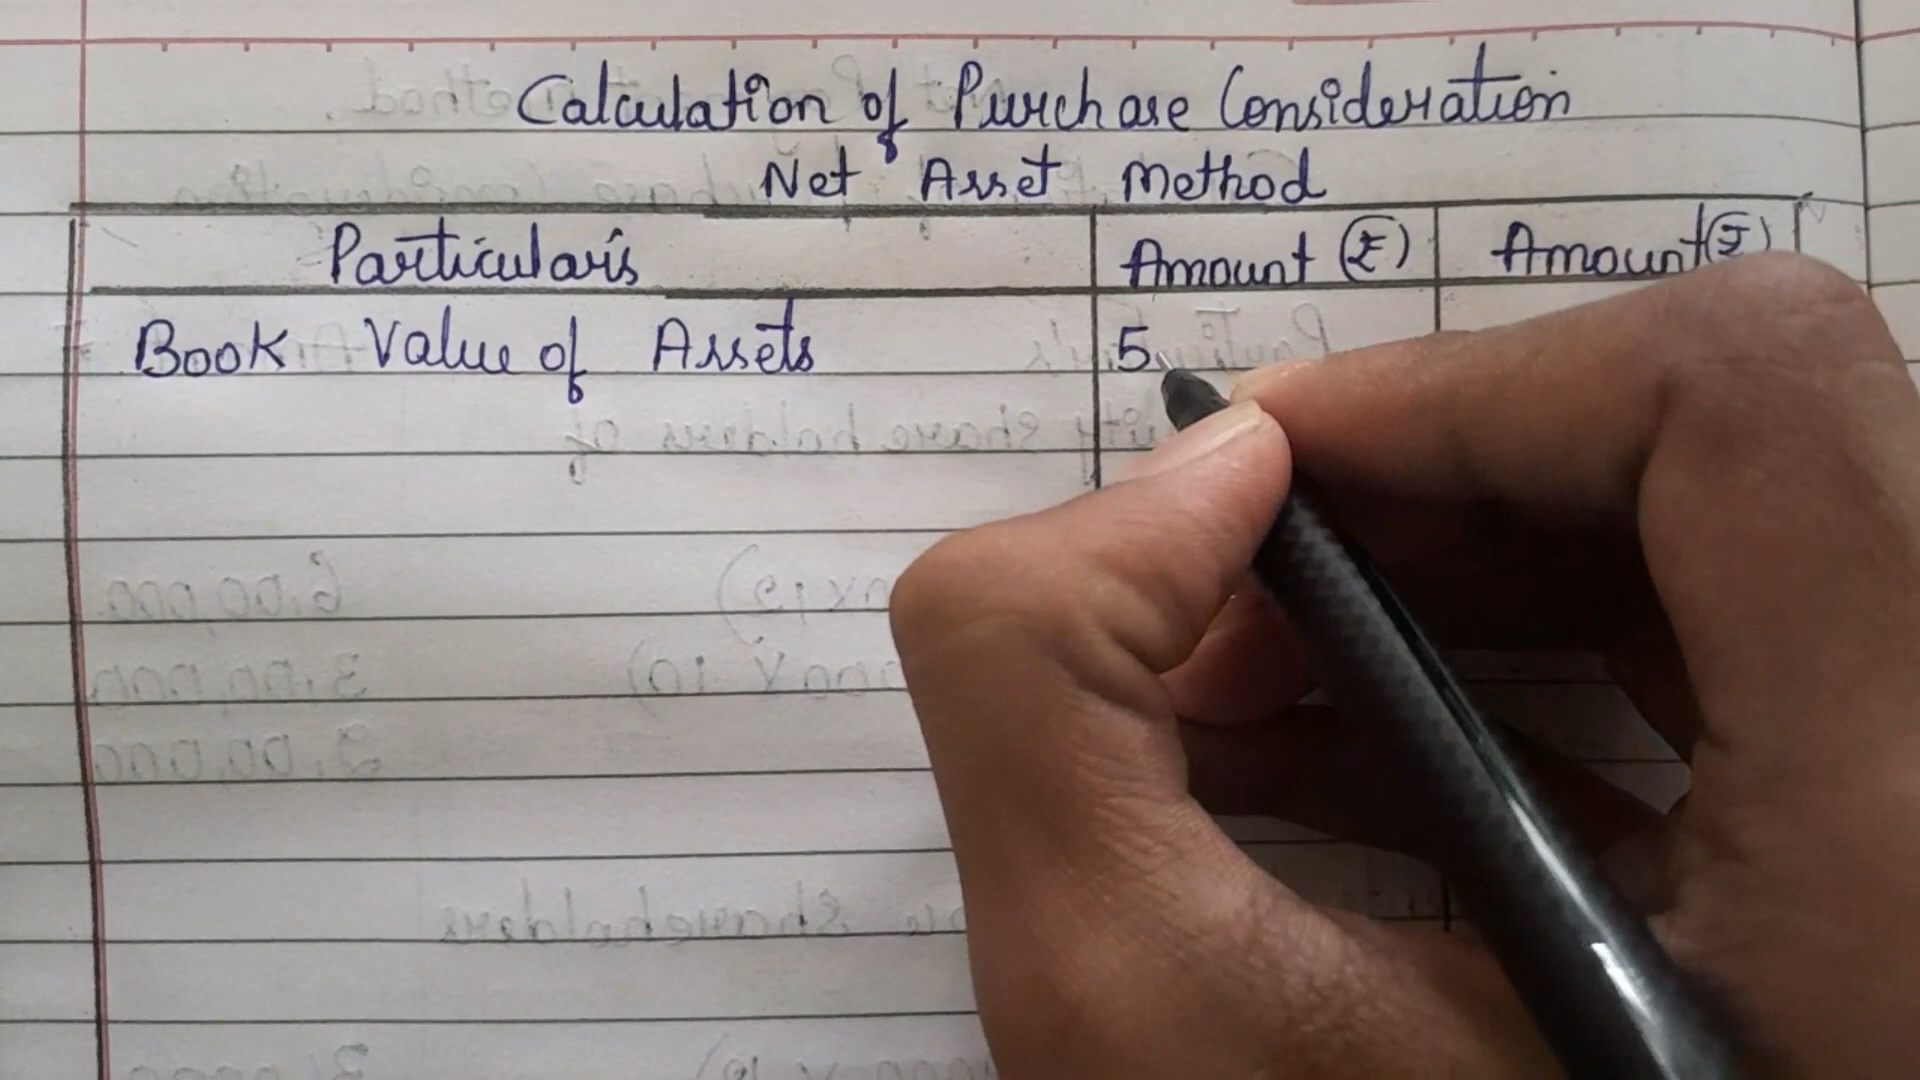 Calculation of Purchase Consideration
Net Asset Method
Particulars Amount (₹) Amount (₹)
Book Value of Assets 5